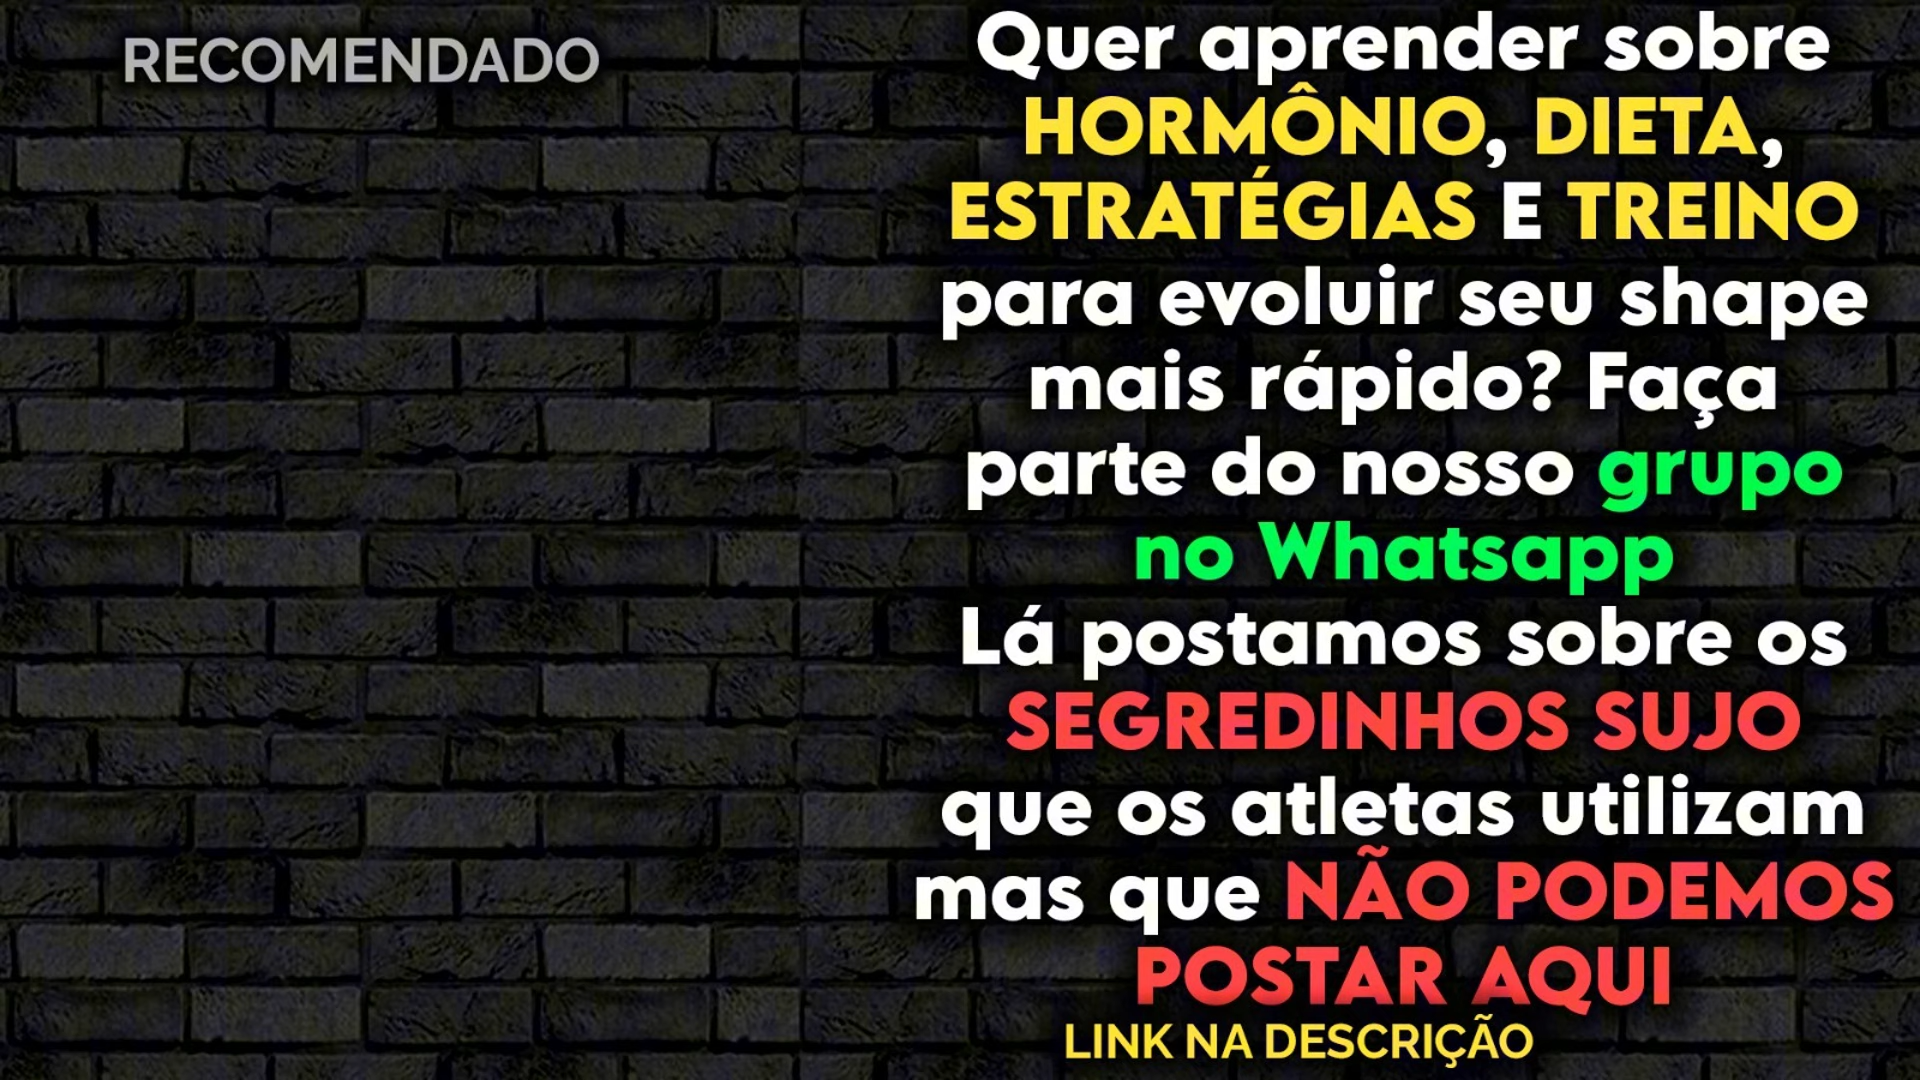 RECOMENDADO
Quer aprender sobre
HORMÔNIO, DIETA,
ESTRATÉGIAS E TREINO
para evoluir seu shape
mais rápido? Faça
parte do nosso grupo
no Whatsapp
Lá postamos sobre os
SEGREDINHOS SUJO
que os atletas utilizam
mas que NÃO PODEMOS
POSTAR AQUI
LINK NA DESCRIÇÃO